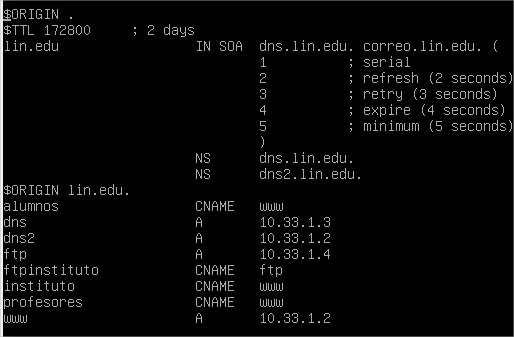 $ORIGIN .
$TTL 172800 ; 2 days
lin.edu IN SOA dns.lin.edu. correo.lin.edu. (
1 ; serial
2 ; refresh (2 seconds)
3 ; retry (3 seconds)
4 ; expire (4 seconds)
5 ; minimum (5 seconds)
)
NS dns.lin.edu.
NS dns2.lin.edu.
$ORIGIN lin.edu.
alumnos CNAME www
dns A 10.33.1.3
dns2 A 10.33.1.2
ftp A 10.33.1.4
ftpinstituto CNAME ftp
instituto CNAME www
profesores CNAME www
www A 10.33.1.2